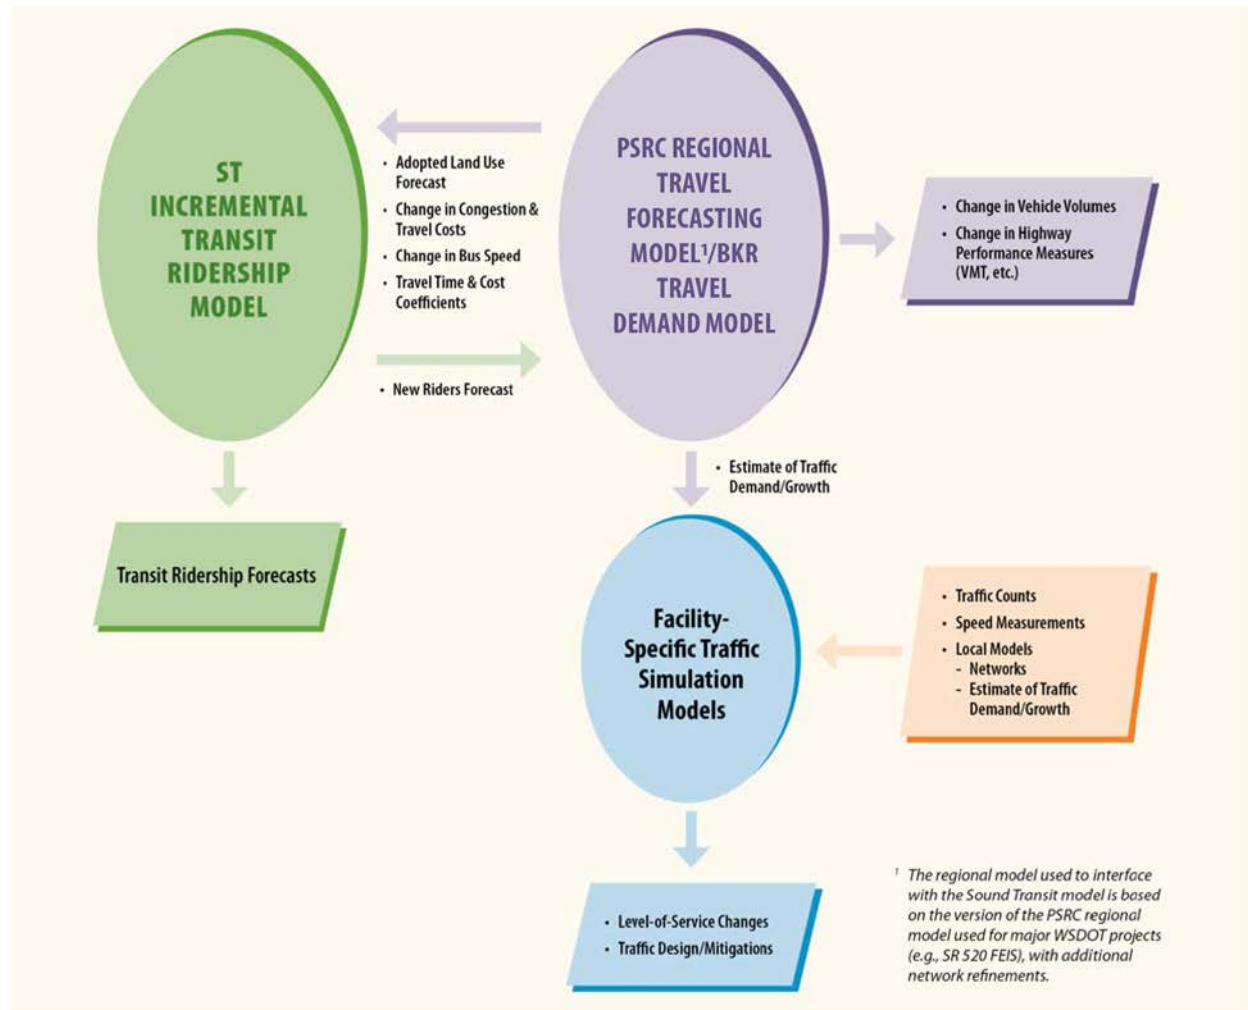 ST
INCREMENTAL
TRANSIT
RIDERSHIP
MODEL
• Adopted Land Use
Forecast
• Change in Congestion &
Travel Costs
• Change in Bus Speed
• Travel Time & Cost
Coefficients
• New Riders Forecast
PSRC REGIONAL
TRAVEL
FORECASTING
MODEL¹/BKR
TRAVEL
DEMAND MODEL
• Change in Vehicle Volumes
• Change in Highway
Performance Measures
(VMT, etc.)
• Estimate of Traffic
Demand/Growth
Transit Ridership Forecasts
Facility-
Specific Traffic
Simulation
Models
• Traffic Counts
• Speed Measurements
• Local Models
- Networks
- Estimate of Traffic
Demand/Growth
• Level-of-Service Changes
• Traffic Design/Mitigations
¹ The regional model used to interface
with the Sound Transit model is based
on the version of the PSRC regional
model used for major WSDOT projects
(e.g., SR 520 FEIS), with additional
network refinements.